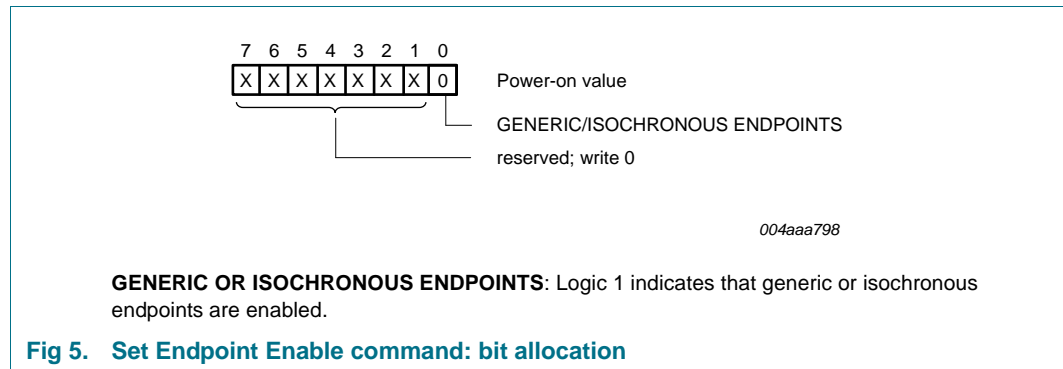 7 6 5 4 3 2 1 0
X X X X X X X 0 Power-on value
GENERIC/ISOCHRONOUS ENDPOINTS
reserved; write 0
004aaa798
GENERIC OR ISOCHRONOUS ENDPOINTS: Logic 1 indicates that generic or isochronous
endpoints are enabled.
Fig 5. Set Endpoint Enable command: bit allocation